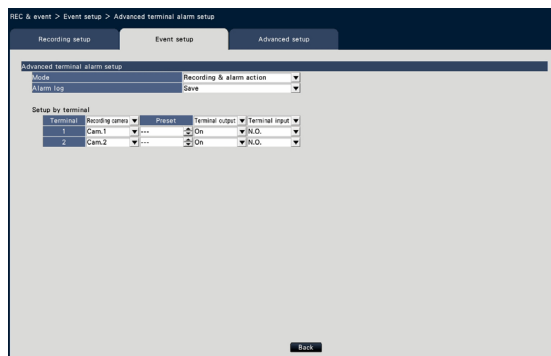 REC & event > Event setup > Advanced terminal alarm setup
Recording setup Event setup Advanced setup
Advanced terminal alarm setup
Mode Recording & alarm action
Alarm log Save
Setup by terminal
Terminal Recording camera Preset Terminal output Terminal input
1 Cam.1 --- On N.O.
2 Cam.2 --- On N.O.
Back